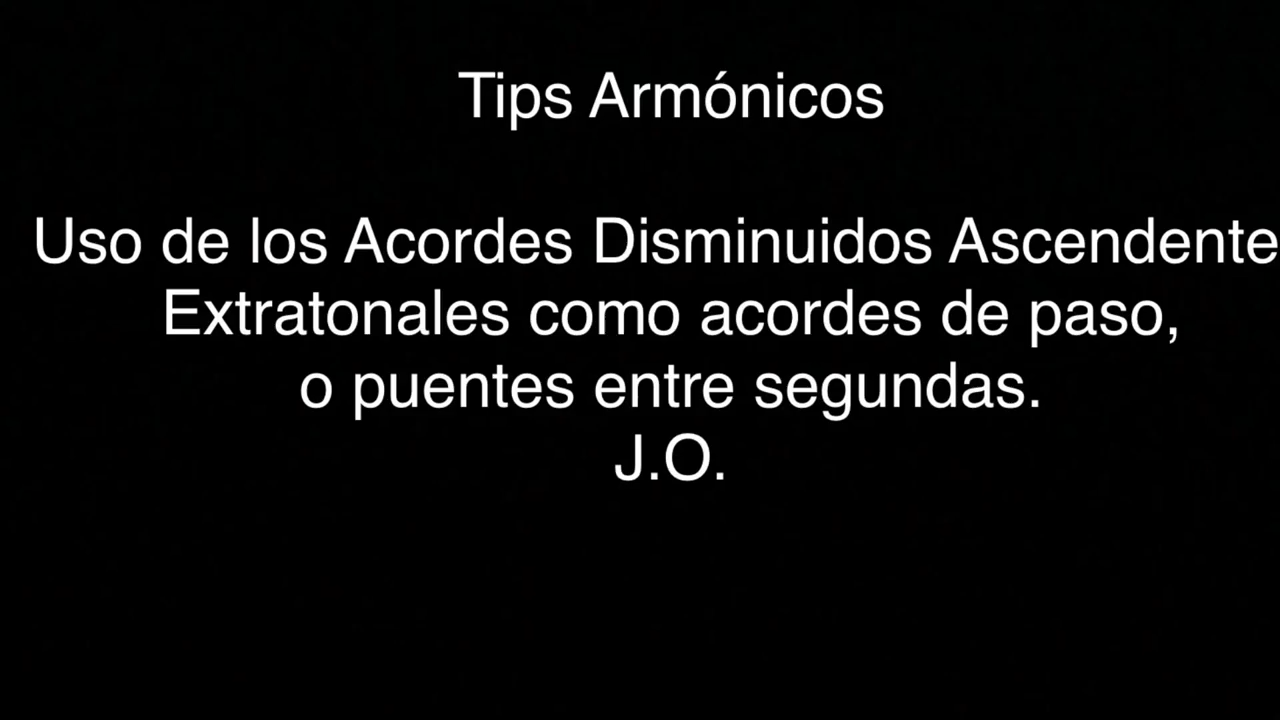 Tips Armónicos
Uso de los Acordes Disminuidos Ascendente
Extratonales como acordes de paso,
o puentes entre segundas.
J.O.